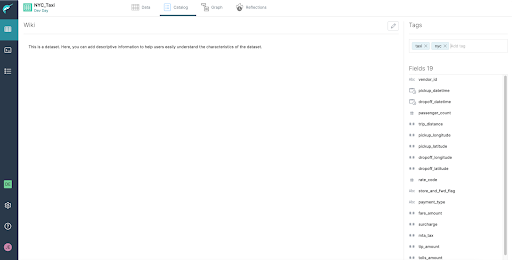 NYC_Taxi
Dev Day
Data
Catalog
Graph
Reflections
Wiki
This is a dataset. Here, you can add descriptive information to help users easily understand the characteristics of the dataset.
Tags
taxi ×
nyc ×
Add tag
Fields 19
vendor_id
pickup_datetime
dropoff_datetime
passenger_count
trip_distance
pickup_longitude
pickup_latitude
dropoff_longitude
dropoff_latitude
rate_code
store_and_fwd_flag
payment_type
fare_amount
surcharge
mta_tax
tip_amount
tolls_amount